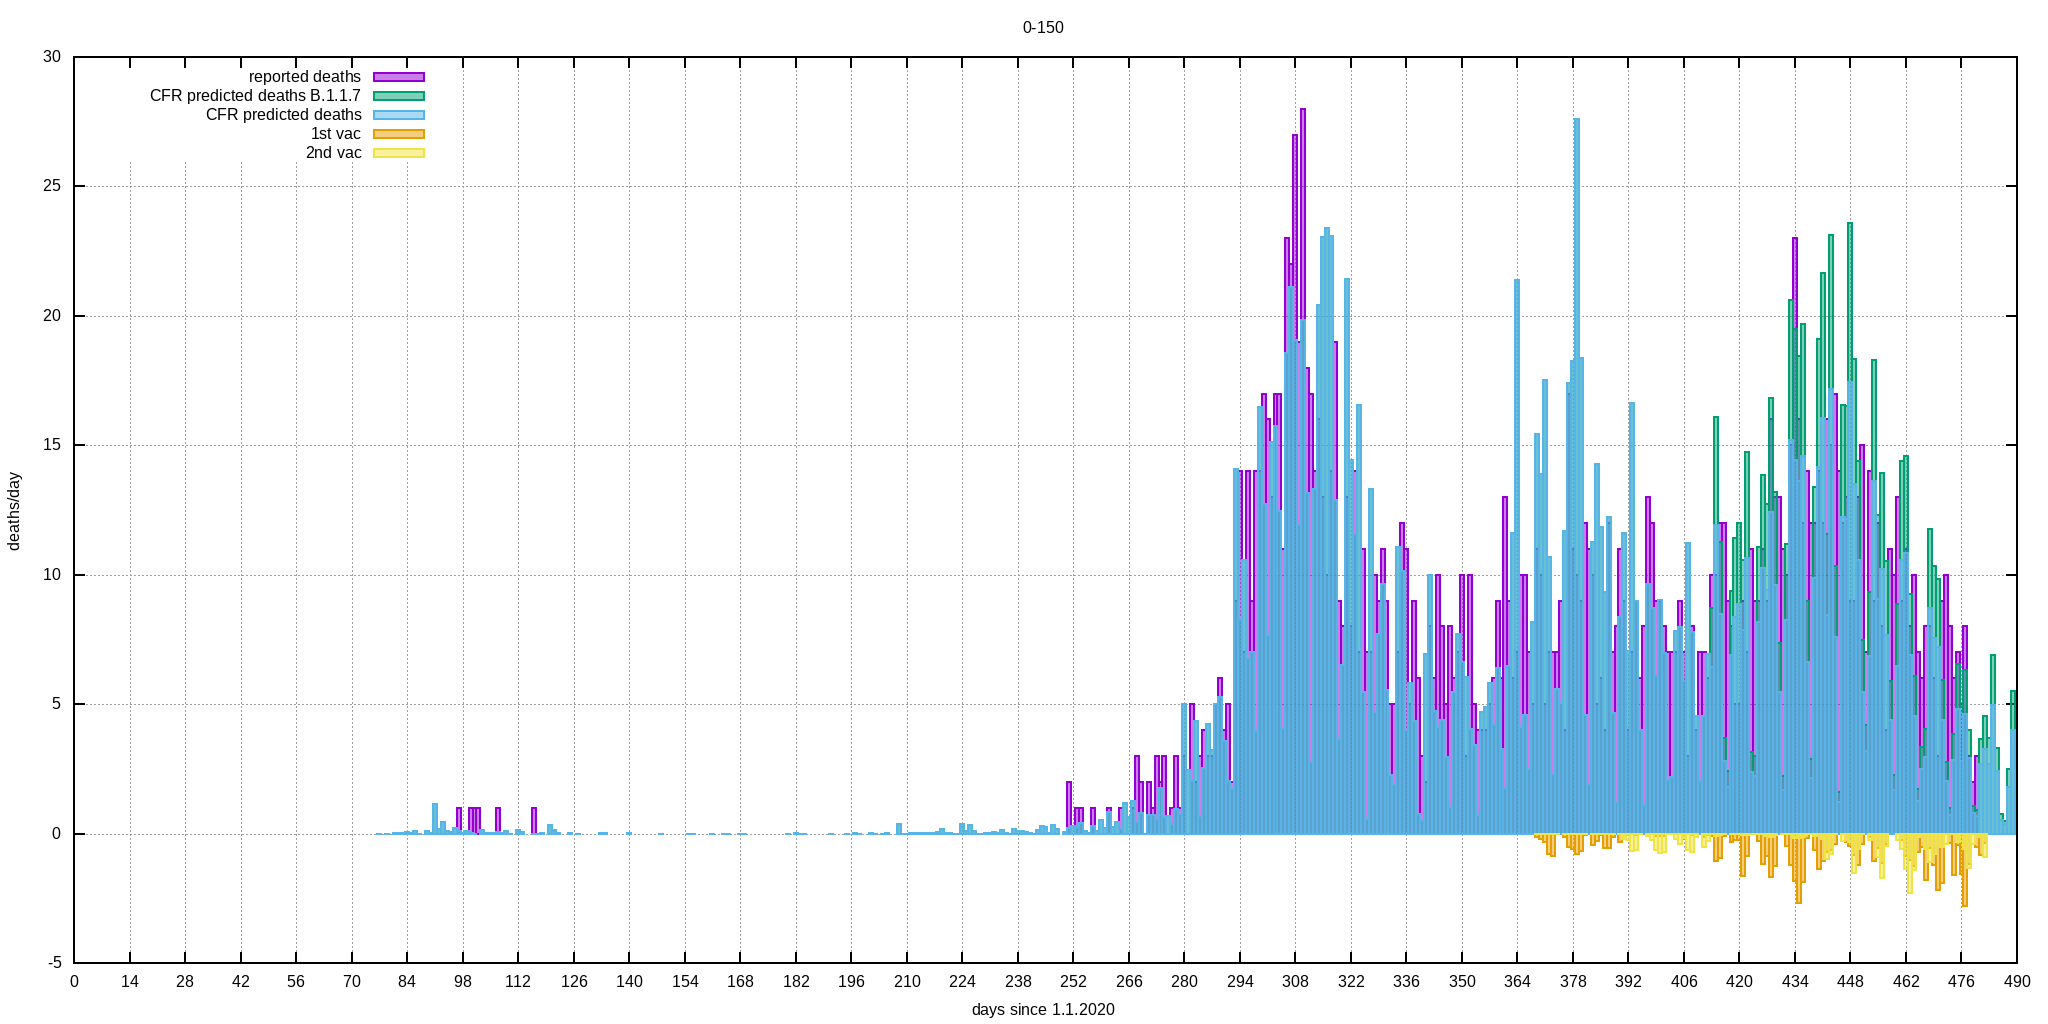 0-150
30
25
20
15
10
5
0
-5
deaths/day
reported deaths
CFR predicted deaths B.1.1.7
CFR predicted deaths
1st vac
2nd vac
0 14 28 42 56 70 84 98 112 126 140 154 168 182 196 210 224 238 252 266 280 294 308 322 336 350 364 378 392 406 420 434 448 462 476 490
days since 1.1.2020